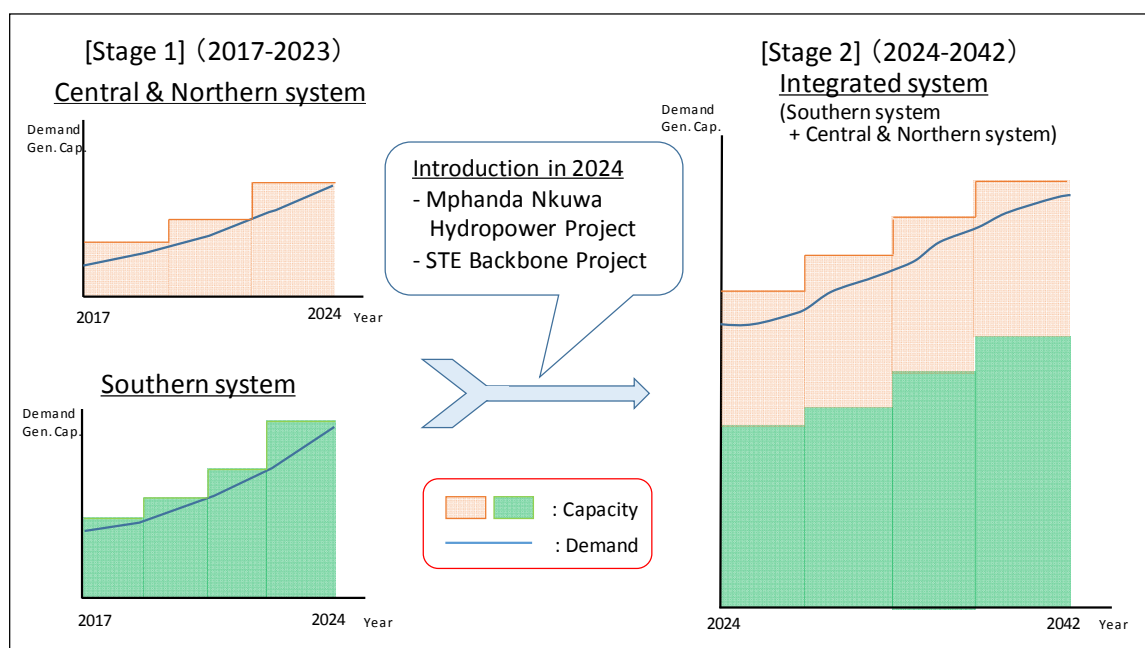 [Stage 1]（2017-2023）
Central & Northern system
Demand
Gen. Cap.
2017
2024
Year
Southern system
Demand
Gen. Cap.
2017
2024
Year
Introduction in 2024
- Mphanda Nkuwa
Hydropower Project
- STE Backbone Project
: Capacity
: Demand
[Stage 2]（2024-2042）
Integrated system
(Southern system
+ Central & Northern system)
Demand
Gen. Cap.
2024
2042
Year